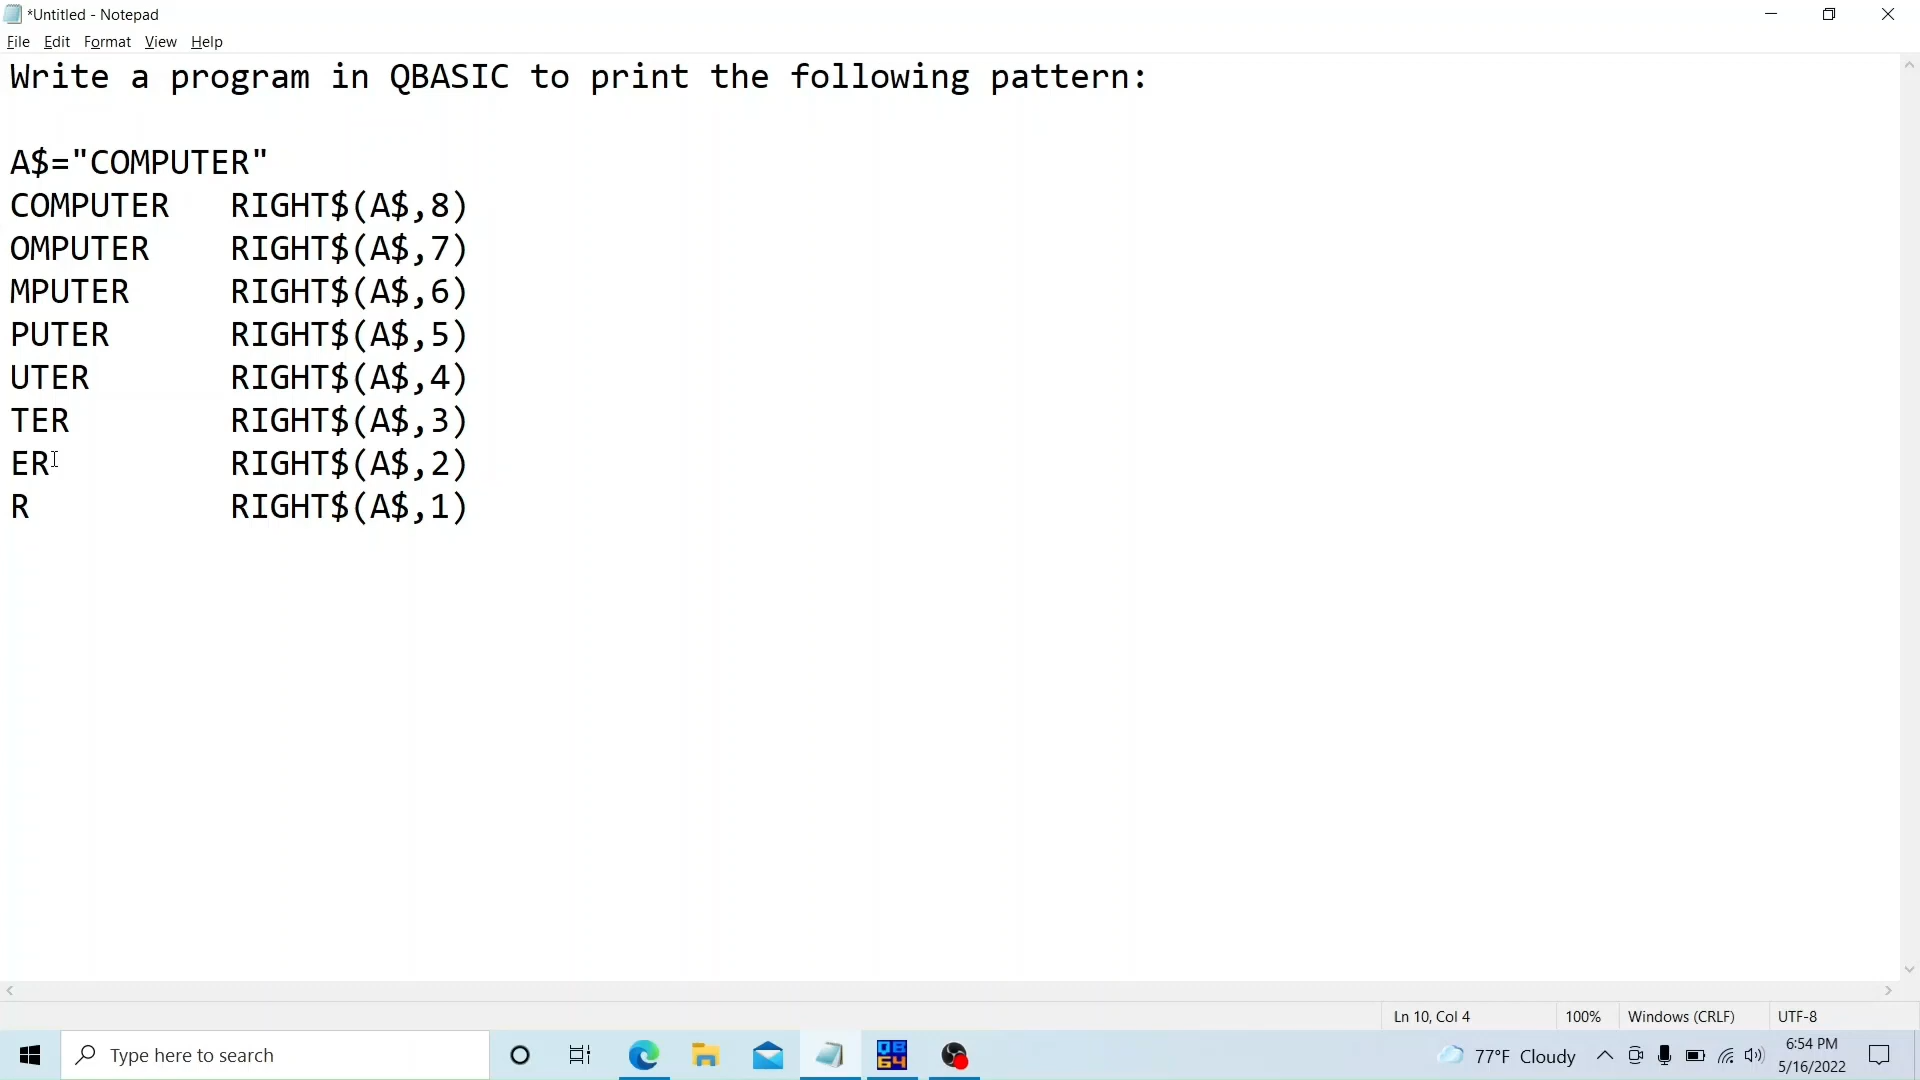 *Untitled - Notepad
File Edit Format View Help
Write a program in QBASIC to print the following pattern:
A$="COMPUTER"
COMPUTER RIGHT$(A$,8)
OMPUTER RIGHT$(A$,7)
MPUTER RIGHT$(A$,6)
PUTER RIGHT$(A$,5)
UTER RIGHT$(A$,4)
TER RIGHT$(A$,3)
ER RIGHT$(A$,2)
R RIGHT$(A$,1)
Ln 10, Col 4 100% Windows (CRLF) UTF-8
Type here to search
QB
64
77°F Cloudy
6:54 PM
5/16/2022